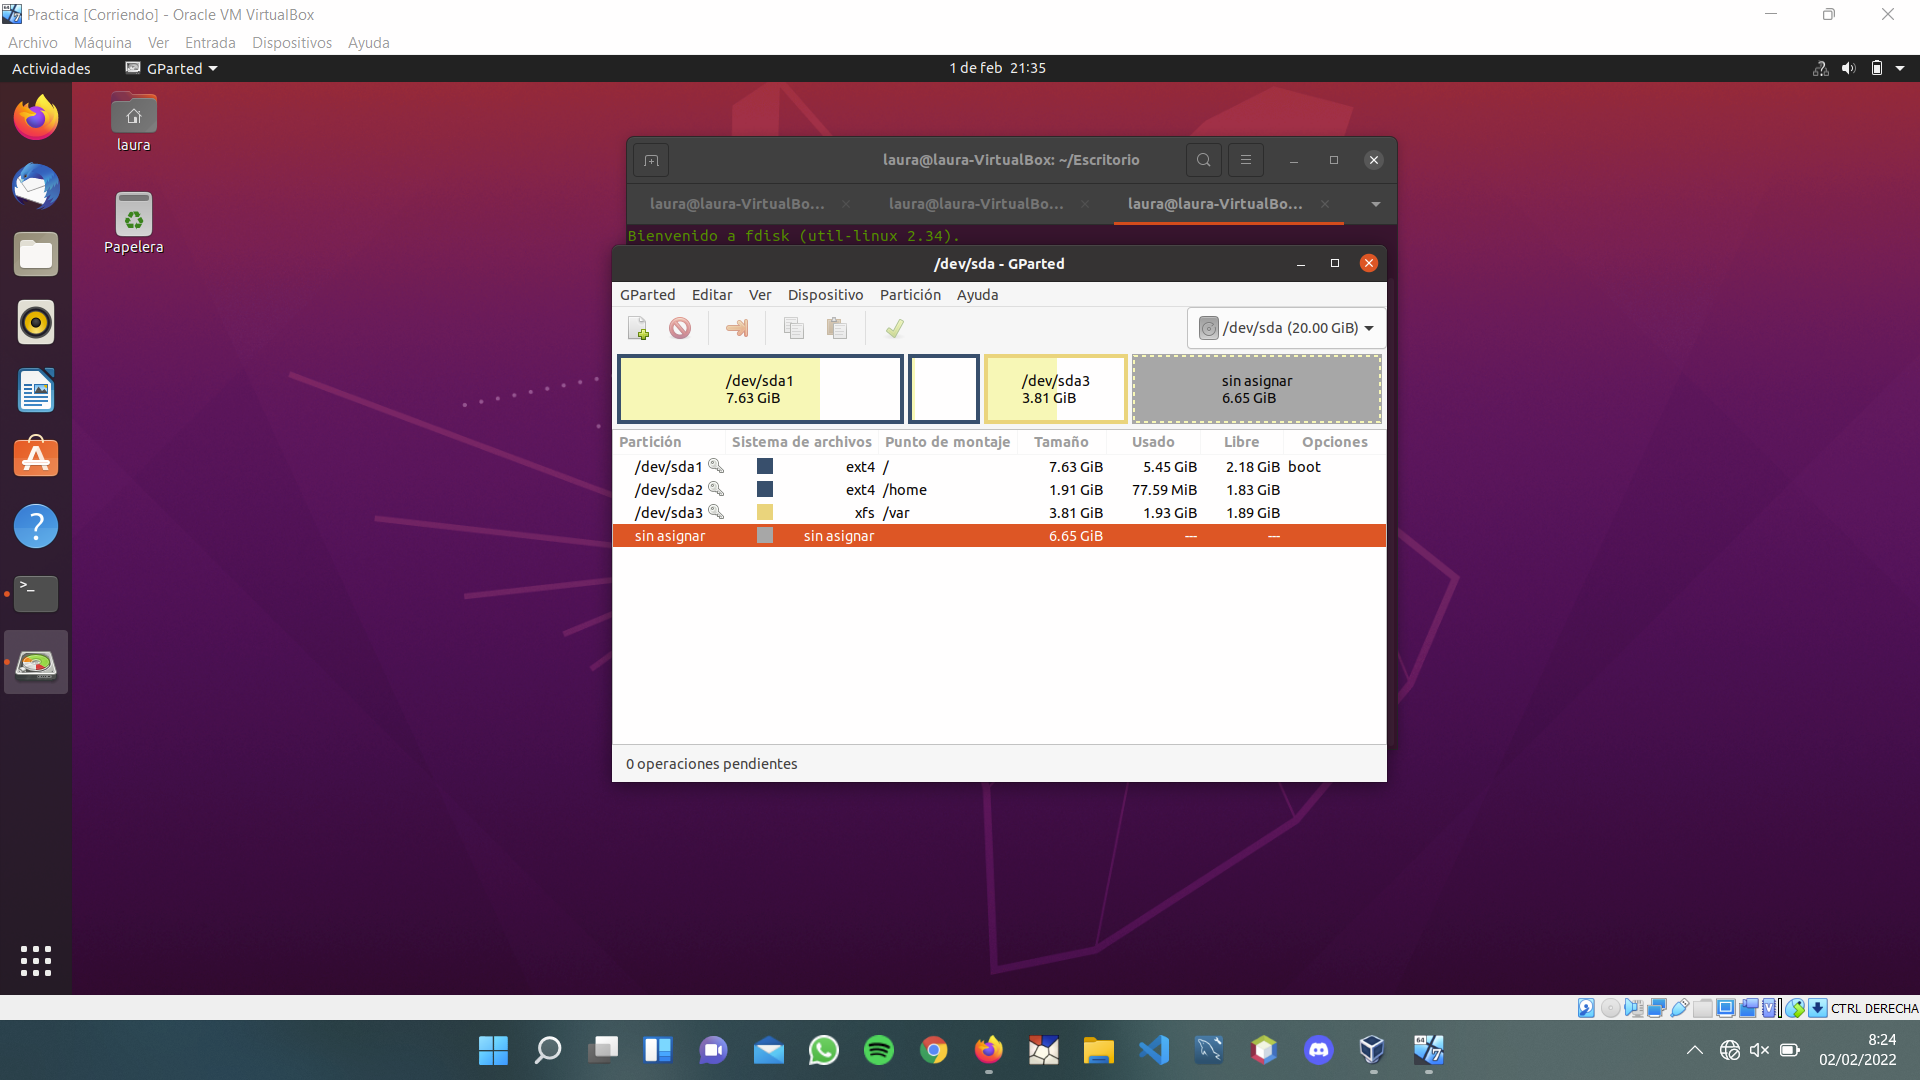 Practica [Corriendo] - Oracle VM VirtualBox
Archivo Máquina Ver Entrada Dispositivos Ayuda
Actividades GParted 1 de feb 21:35
laura
Papelera
laura@laura-VirtualBox: ~/Escritorio
laura@laura-VirtualBo... laura@laura-VirtualBo... laura@laura-VirtualBo...
Bienvenido a fdisk (util-linux 2.34).
/dev/sda - GParted
GParted Editar Ver Dispositivo Partición Ayuda
/dev/sda (20.00 GiB)
/dev/sda1 /dev/sda3 sin asignar
7.63 GiB 3.81 GiB 6.65 GiB
Partición Sistema de archivos Punto de montaje Tamaño Usado Libre Opciones
/dev/sda1 ext4 / 7.63 GiB 5.45 GiB 2.18 GiB boot
/dev/sda2 ext4 /home 1.91 GiB 77.59 MiB 1.83 GiB
/dev/sda3 xfs /var 3.81 GiB 1.93 GiB 1.89 GiB
sin asignar sin asignar 6.65 GiB --- ---
0 operaciones pendientes
CTRL DERECHA
8:24
02/02/2022